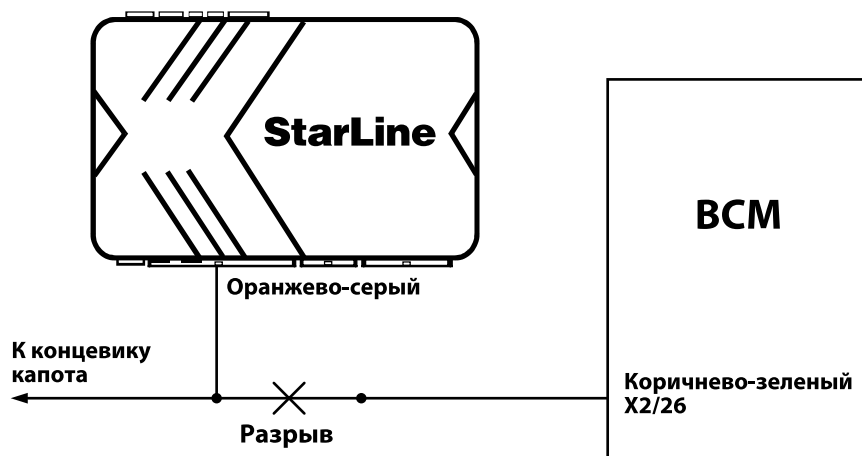 StarLine
BCM
Оранжево-серый
К концевику
капота
Коричнево-зеленый
X2/26
Разрыв